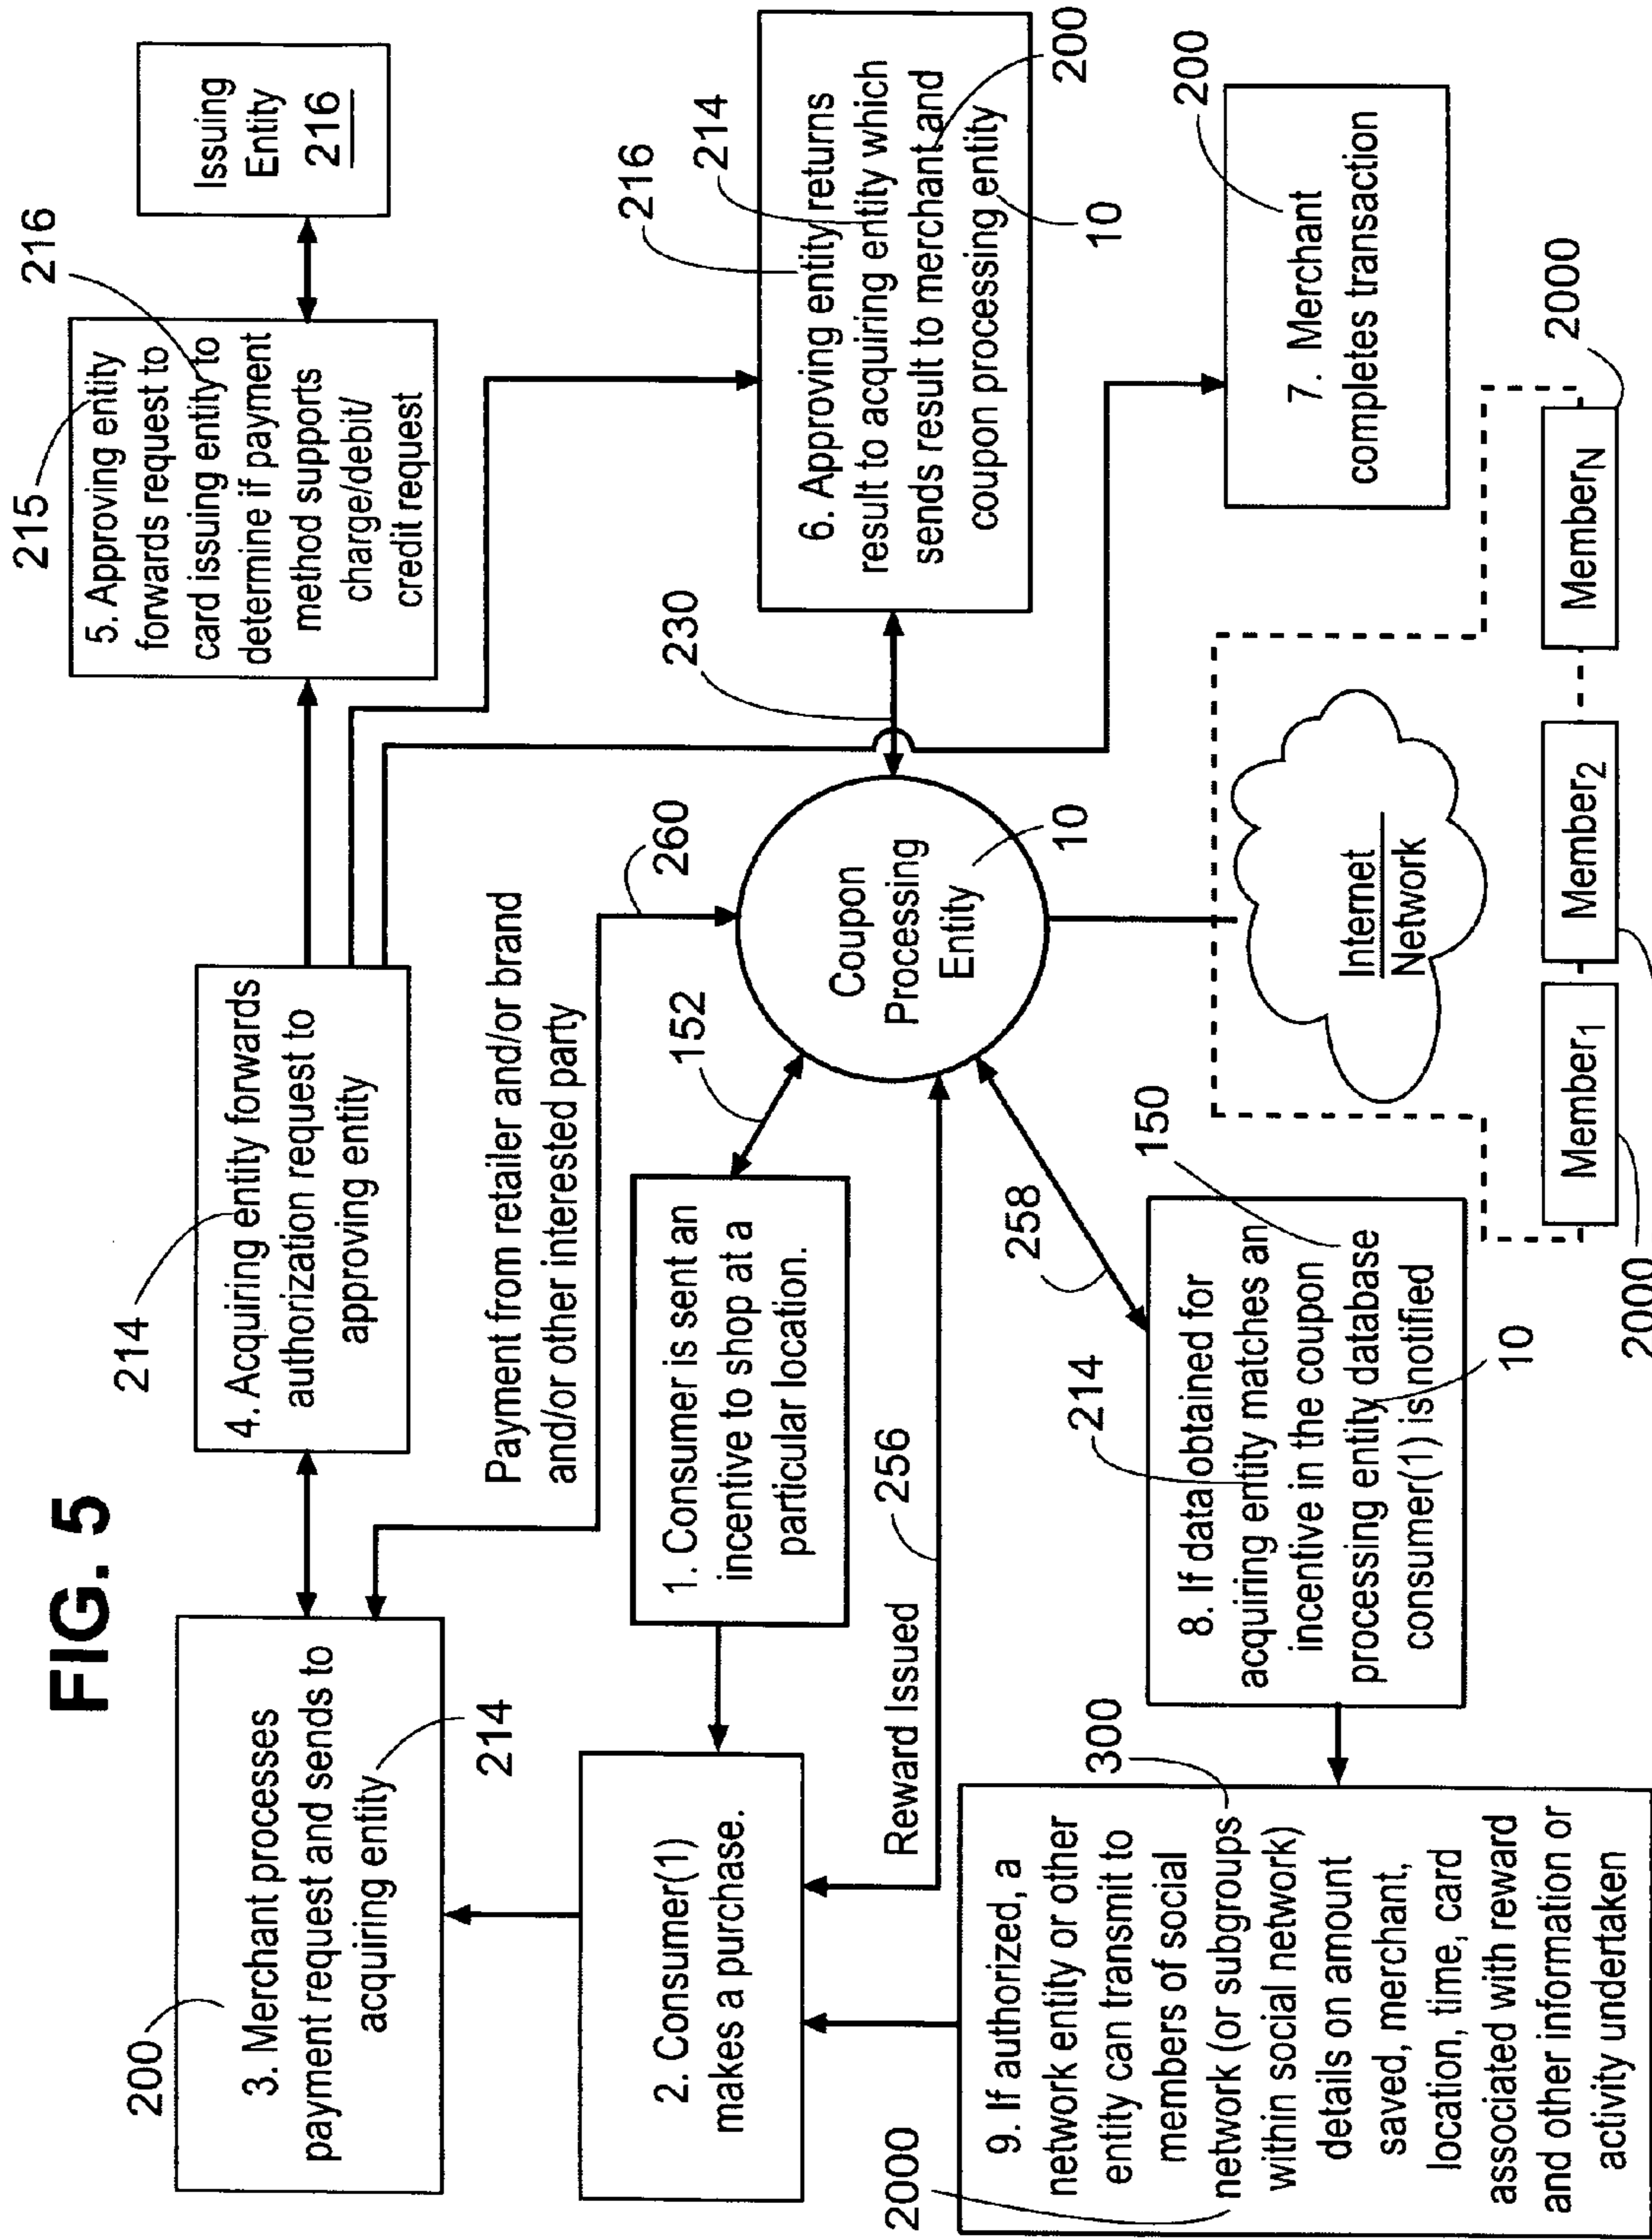 FIG. 5
200
3. Merchant processes
payment request and sends to
acquiring entity
214
214
4. Acquiring entity forwards
authorization request to
approving entity
215
216
5. Approving entity
forwards request to
card issuing entity to
determine if payment
method supports
charge/debit/
credit request
Issuing
Entity
216
Payment from retailer and/or brand
and/or other interested party
260
2. Consumer(1)
makes a purchase.
1. Consumer is sent an
incentive to shop at a
particular location.
152
230
216
214
6. Approving entity returns
result to acquiring entity which
sends result to merchant and
coupon processing entity
200
10
Reward Issued
256
Coupon
Processing
Entity
10
258
7. Merchant
completes transaction
200
2000
300
9. If authorized, a
network entity or other
entity can transmit to
members of social
network (or subgroups
within social network)
details on amount
saved, merchant,
location, time, card
associated with reward
and other information or
activity undertaken
214
150
8. If data obtained for
acquiring entity matches an
incentive in the coupon
processing entity database
consumer(1) is notified
10
Internet
Network
Member1
Member2
MemberN
2000
2000